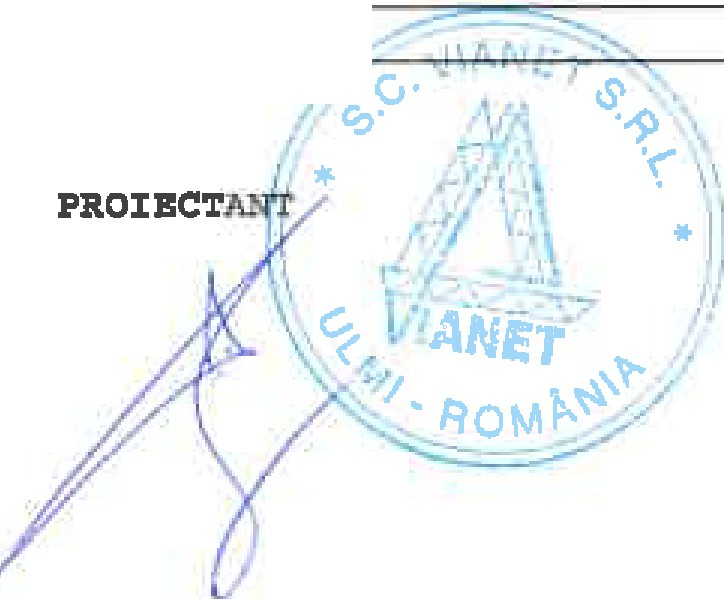 S.C. VIANET S.R.L.
PROIECTANT
VIANET
ULMI - ROMÂNIA